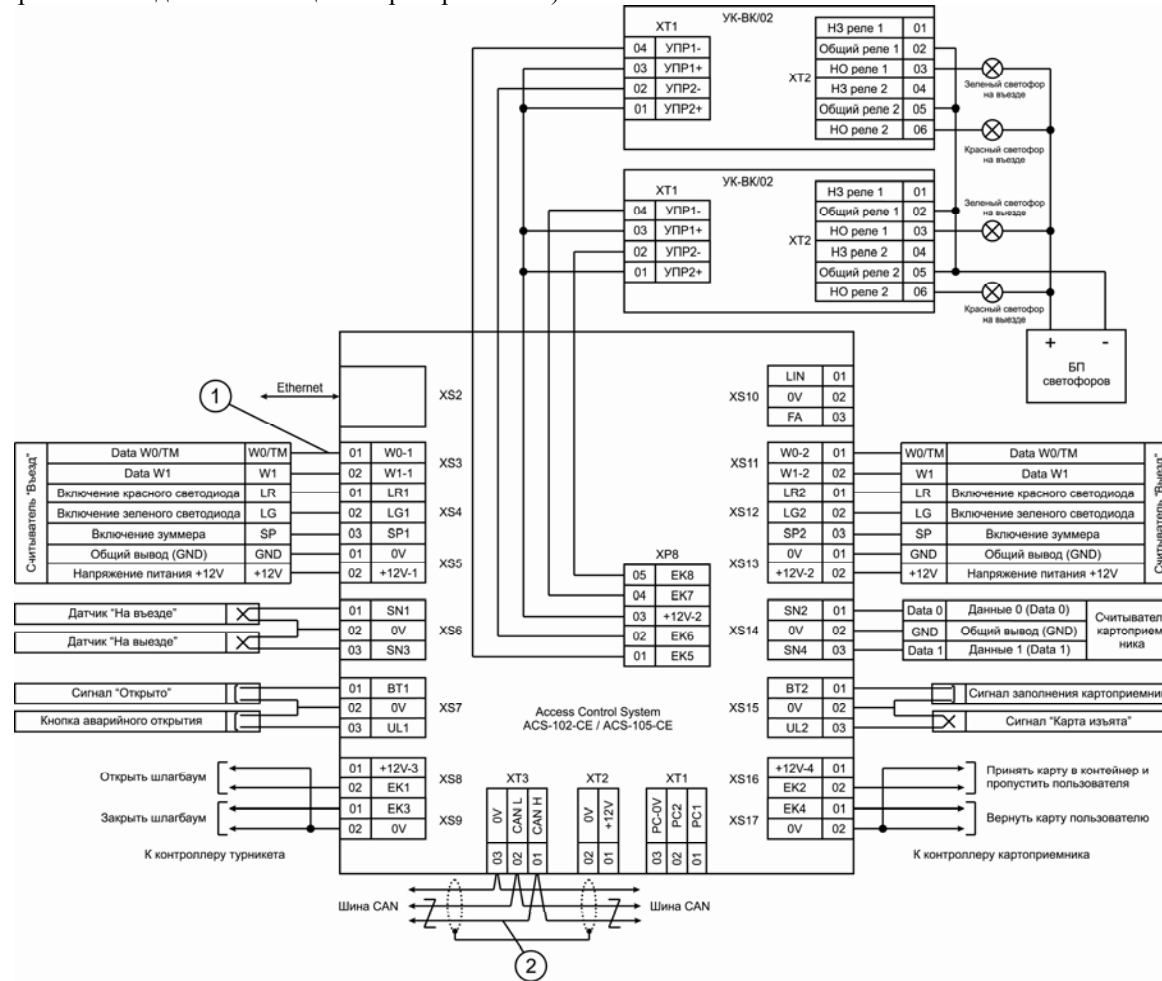 УК-ВК/02
XT1
04 УПР1-
03 УПР1+
02 УПР2-
01 УПР2+
XT2
НЗ реле 1 01
Общий реле 1 02
НО реле 1 03
НЗ реле 2 04
Общий реле 2 05
НО реле 2 06
Зеленый светофор
на въезде
Красный светофор
на въезде
УК-ВК/02
XT1
04 УПР1-
03 УПР1+
02 УПР2-
01 УПР2+
XT2
НЗ реле 1 01
Общий реле 1 02
НО реле 1 03
НЗ реле 2 04
Общий реле 2 05
НО реле 2 06
Зеленый светофор
на выезде
Красный светофор
на выезде
+ -
БП
светофоров
1
Ethernet
XS2
XS10
LIN 01
0V 02
FA 03
Считыватель "Въезд"
Data W0/TM W0/TM 01 W0-1
Data W1 W1 02 W1-1
XS3
Включение красного светодиода LR 01 LR1
Включение зеленого светодиода LG 02 LG1
Включение зуммера SP 03 SP1
XS4
Общий вывод (GND) GND 01 0V
Напряжение питания +12V +12V 02 +12V-1
XS5
XS11
W0-2 01 W0/TM Data W0/TM
W1-2 02 W1 Data W1
XS12
LR2 01 LR Включение красного светодиода
LG2 02 LG Включение зеленого светодиода
SP2 03 SP Включение зуммера
XS13
0V 01 GND Общий вывод (GND)
+12V-2 02 +12V Напряжение питания +12V
Считыватель "Выезд"
XP8
05 EK8
04 EK7
03 +12V-2
02 EK6
01 EK5
Датчик "На въезде"
Датчик "На выезде"
01 SN1
02 0V
03 SN3
XS6
XS14
SN2 01 Data 0 Данные 0 (Data 0)
0V 02 GND Общий вывод (GND)
SN4 03 Data 1 Данные 1 (Data 1)
картоприем
ника
Сигнал "Открыто"
Кнопка аварийного открытия
01 BT1
02 0V
03 UL1
XS7
Access Control System
ACS-102-CE / ACS-105-CE
XS15
BT2 01
0V 02
UL2 03
Сигнал заполнения
Сигнал "Карта изъята"
Открыть шлагбаум
01 +12V-3
02 EK1
XS8
Закрыть шлагбаум
01 EK3
02 0V
XS9
К контроллеру турникета
XS16
+12V-4 01
EK2 02
Принять карту в контейнер и
пропустить пользователя
XS17
EK4 01
0V 02
Вернуть карту пользователю
К контроллеру картоприемника
XT3
0V CAN L CAN H
03 02 01
XT2
0V +12V
02 01
XT1
PC-0V PC2 PC1
03 02 01
Шина CAN
Шина CAN
2